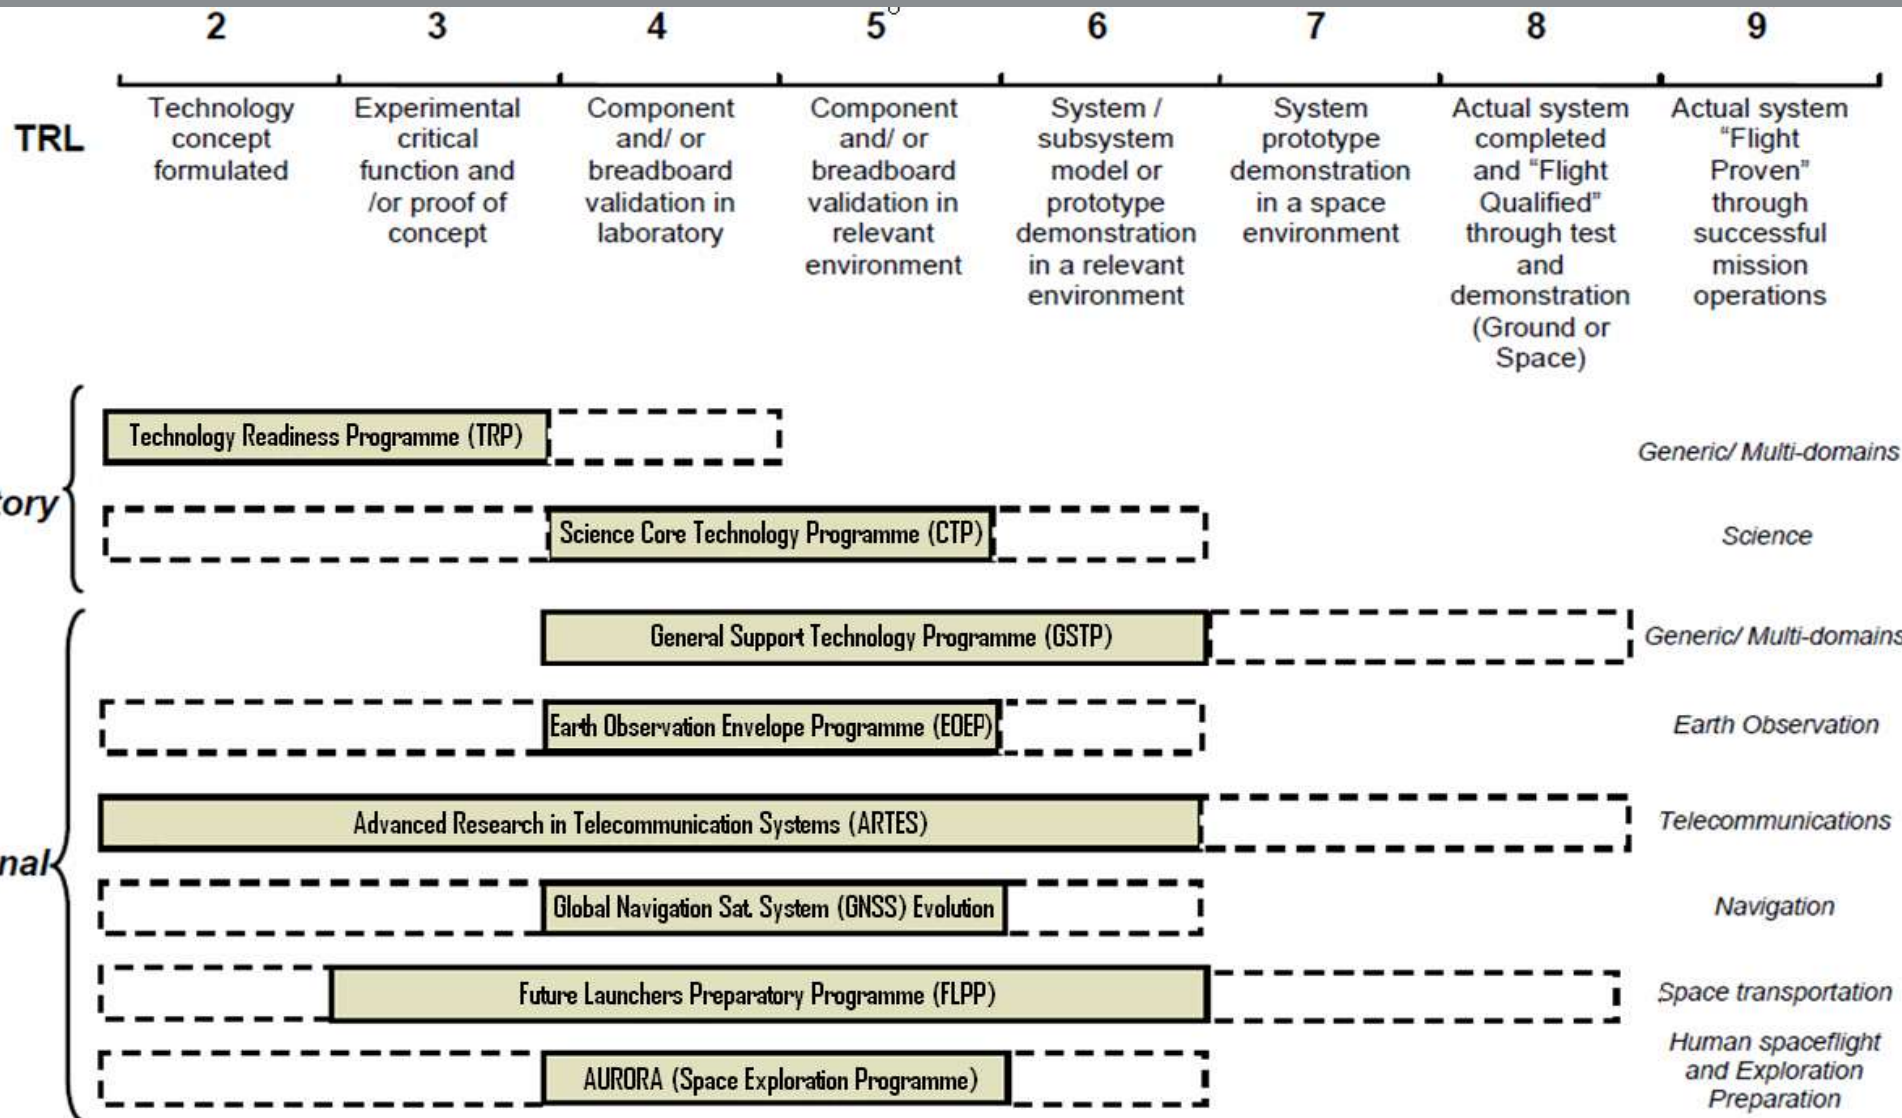 2 3 4 5 6 7 8 9
TRL
Technology
concept
formulated
Experimental
critical
function and
/or proof of
concept
Component
and/ or
breadboard
validation in
laboratory
Component
and/ or
breadboard
validation in
relevant
environment
System /
subsystem
model or
prototype
demonstration
in a relevant
environment
System
prototype
demonstration
in a space
environment
Actual system
completed
and “Flight
Qualified”
through test
and
demonstration
(Ground or
Space)
Actual system
“Flight
Proven”
through
successful
mission
operations
tory
Technology Readiness Programme (TRP)
Generic/ Multi-domains
Science Core Technology Programme (CTP)
Science
nal
General Support Technology Programme (GSTP)
Generic/ Multi-domains
Earth Observation Envelope Programme (EOEP)
Earth Observation
Advanced Research in Telecommunication Systems (ARTES)
Telecommunications
Global Navigation Sat. System (GNSS) Evolution
Navigation
Future Launchers Preparatory Programme (FLPP)
Space transportation
AURORA (Space Exploration Programme)
Human spaceflight
and Exploration
Preparation